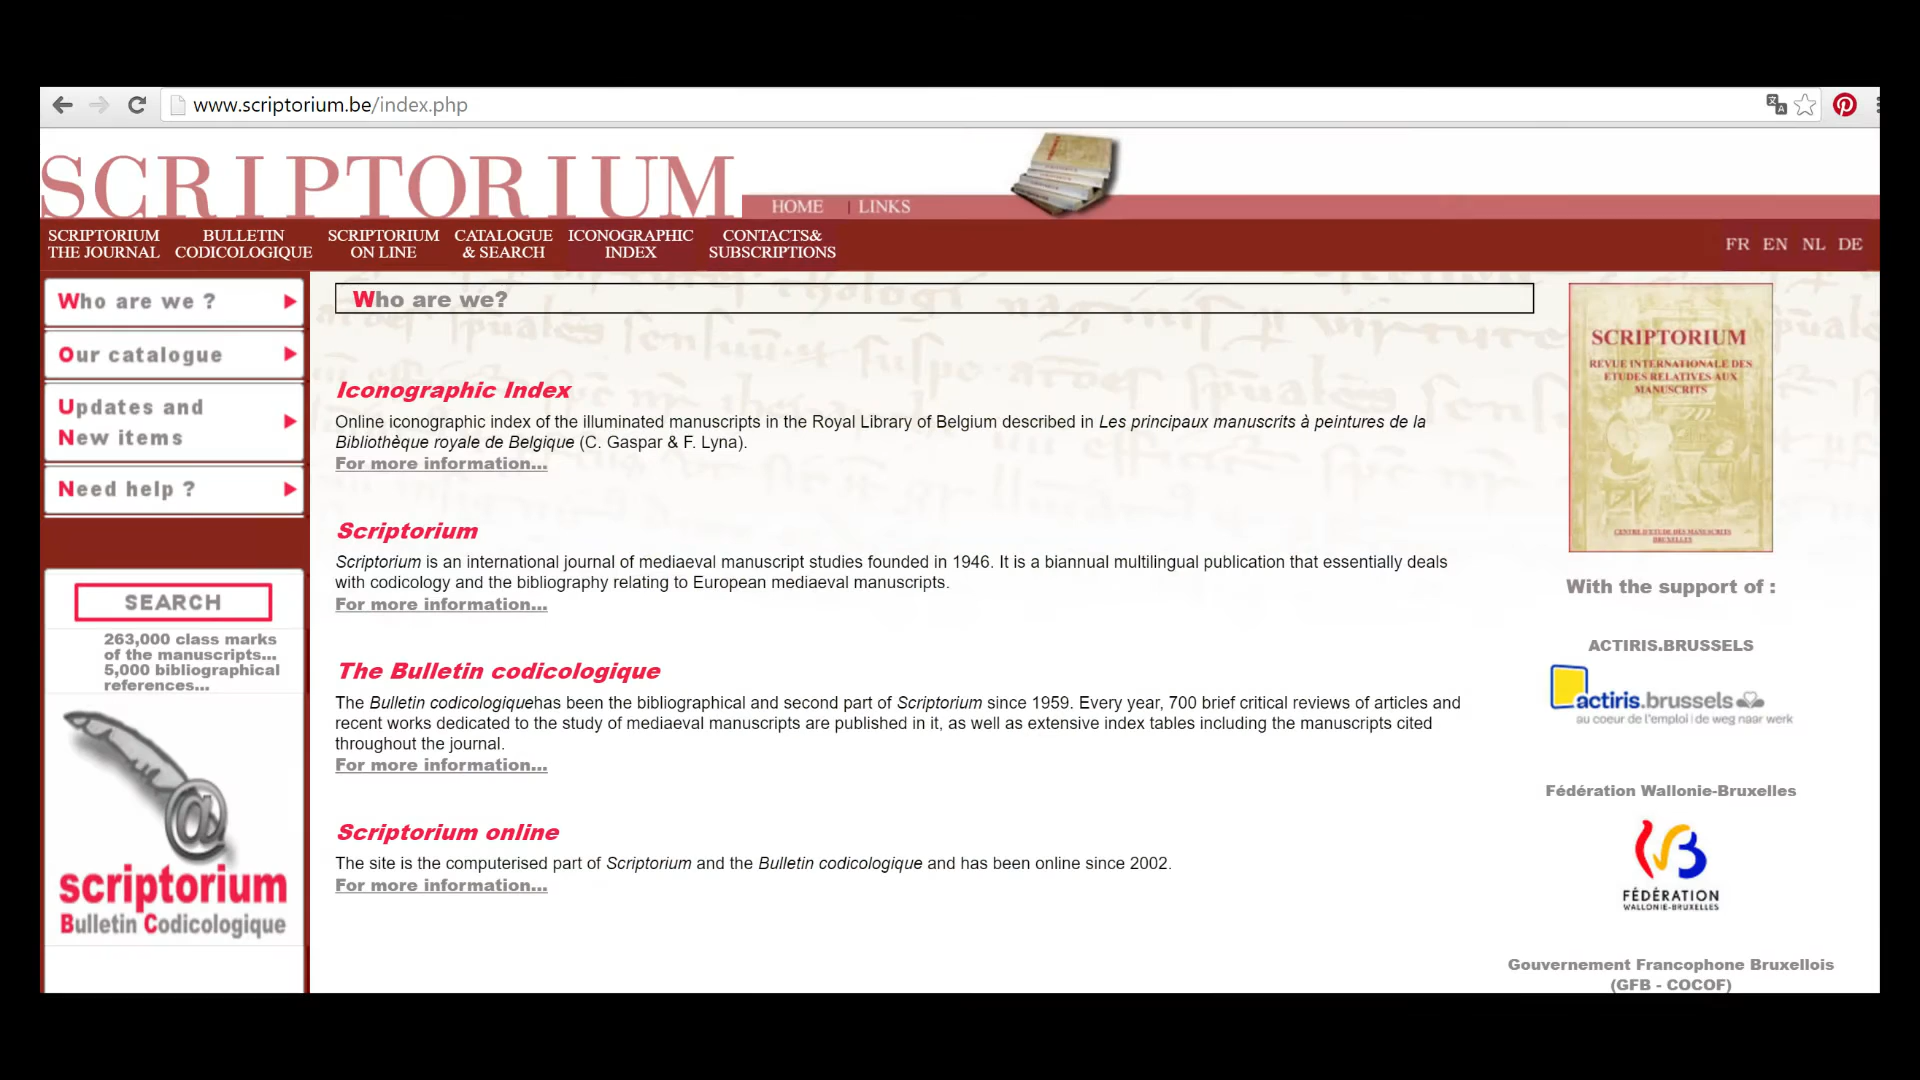 www.scriptorium.be/index.php
SCRIPTORIUM
HOME | LINKS
SCRIPTORIUM THE JOURNAL
BULLETIN CODICOLOGIQUE
SCRIPTORIUM ON LINE
CATALOGUE & SEARCH
ICONOGRAPHIC INDEX
CONTACTS& SUBSCRIPTIONS
FR EN NL DE
Who are we ?
Our catalogue
Updates and
New items
Need help ?
SEARCH
263,000 class marks
of the manuscripts...
5,000 bibliographical
references...
@
scriptorium
Bulletin Codicologique
Who are we?
Iconographic Index
Online iconographic index of the illuminated manuscripts in the Royal Library of Belgium described in Les principaux manuscrits à peintures de la
Bibliothèque royale de Belgique (C. Gaspar & F. Lyna).
For more information...
Scriptorium
Scriptorium is an international journal of mediaeval manuscript studies founded in 1946. It is a biannual multilingual publication that essentially deals
with codicology and the bibliography relating to European mediaeval manuscripts.
For more information...
The Bulletin codicologique
The Bulletin codicologiquehas been the bibliographical and second part of Scriptorium since 1959. Every year, 700 brief critical reviews of articles and
recent works dedicated to the study of mediaeval manuscripts are published in it, as well as extensive index tables including the manuscripts cited
throughout the journal.
For more information...
Scriptorium online
The site is the computerised part of Scriptorium and the Bulletin codicologique and has been online since 2002.
For more information...
SCRIPTORIUM
REVUE INTERNATIONALE DES
ETUDES RELATIVES AUX
MANUSCRITS
CENTRE D'ETUDE DES MANUSCRITS
BRUXELLES
With the support of :
ACTIRIS.BRUSSELS
actiris.brussels
au coeur de l'emploi | de weg naar werk
Fédération Wallonie-Bruxelles
FÉDÉRATION
WALLONIE-BRUXELLES
Gouvernement Francophone Bruxellois
(GFB - COCOF)